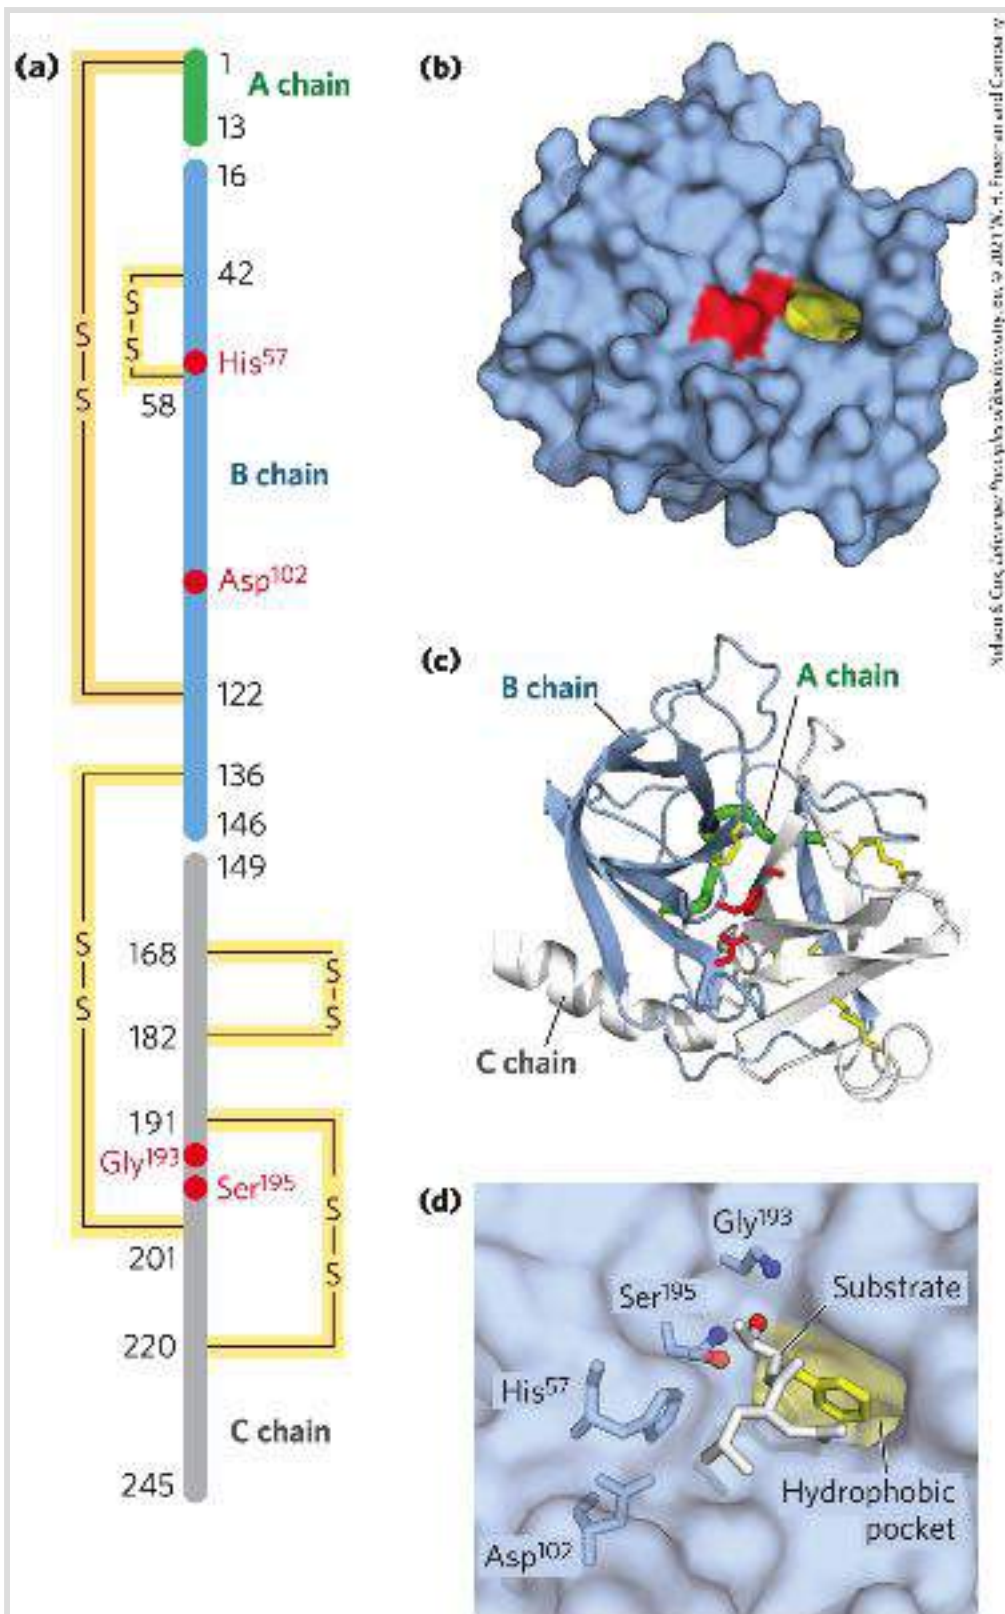 (a)
1
A chain
13
16
42
S
S
His57
58
B chain
S
S
Asp102
122
136
146
149
S
S
168
S
S
182
191
Gly193
Ser195
S
S
201
220
C chain
245
(b)
(c)
B chain
A chain
C chain
(d)
Gly193
Ser195
Substrate
His57
Hydrophobic
pocket
Asp102